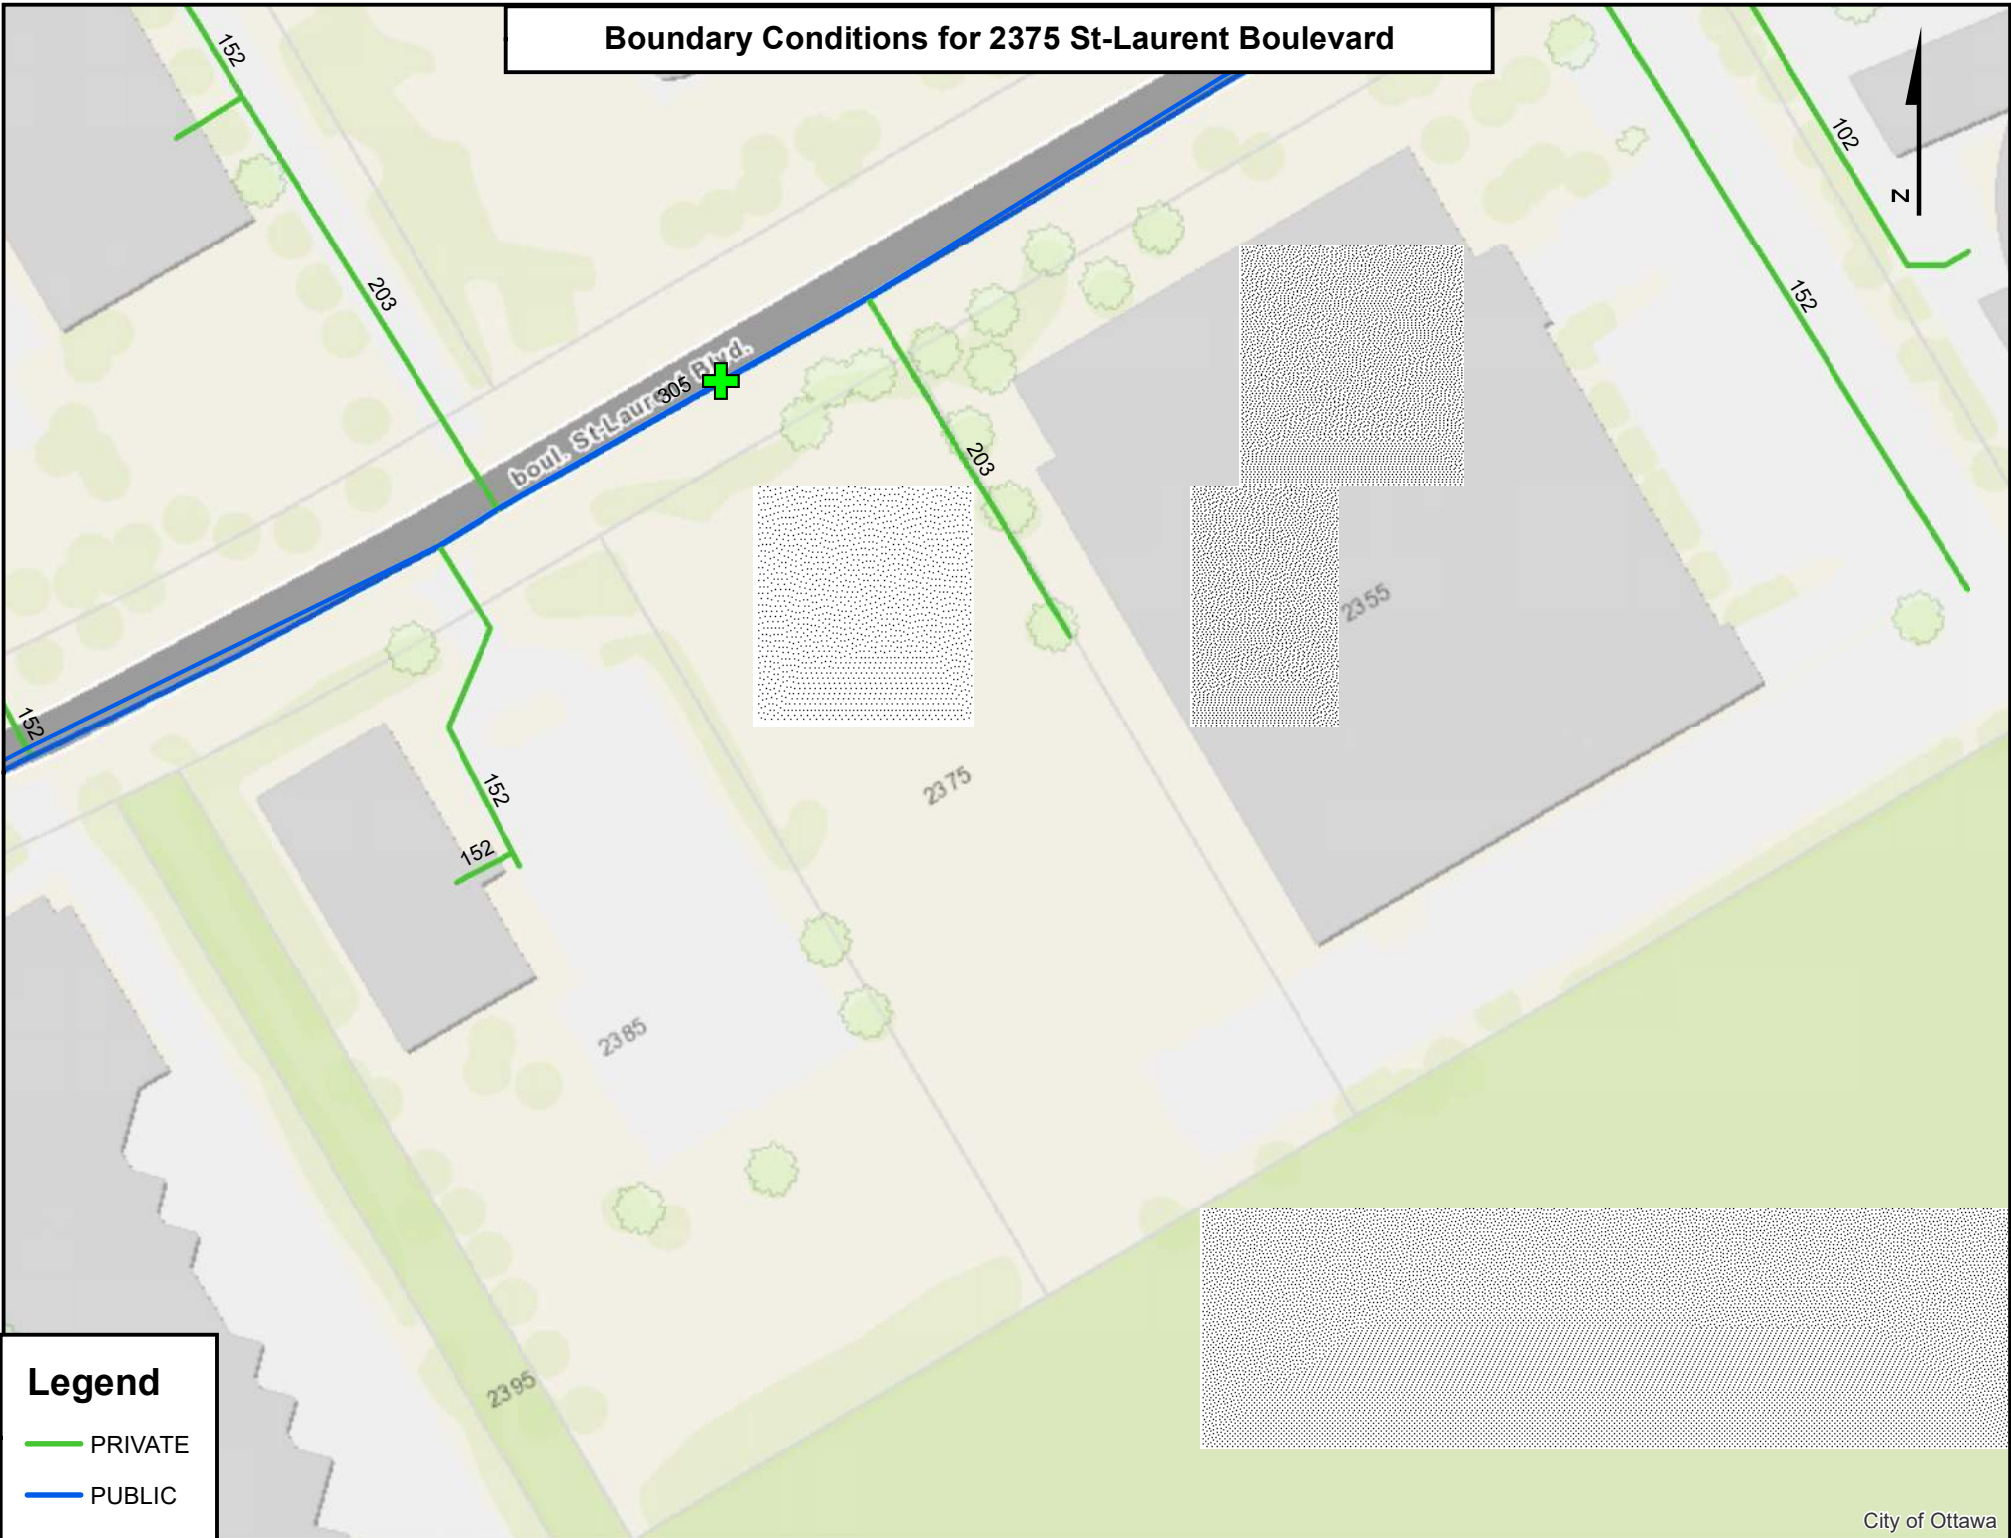 Boundary Conditions for 2375 St-Laurent Boulevard
152
102
N
203
152
boul. St-Laurent Blvd.
305
203
2355
152
2375
152
152
2385
2395
Legend
PRIVATE
PUBLIC
City of Ottawa